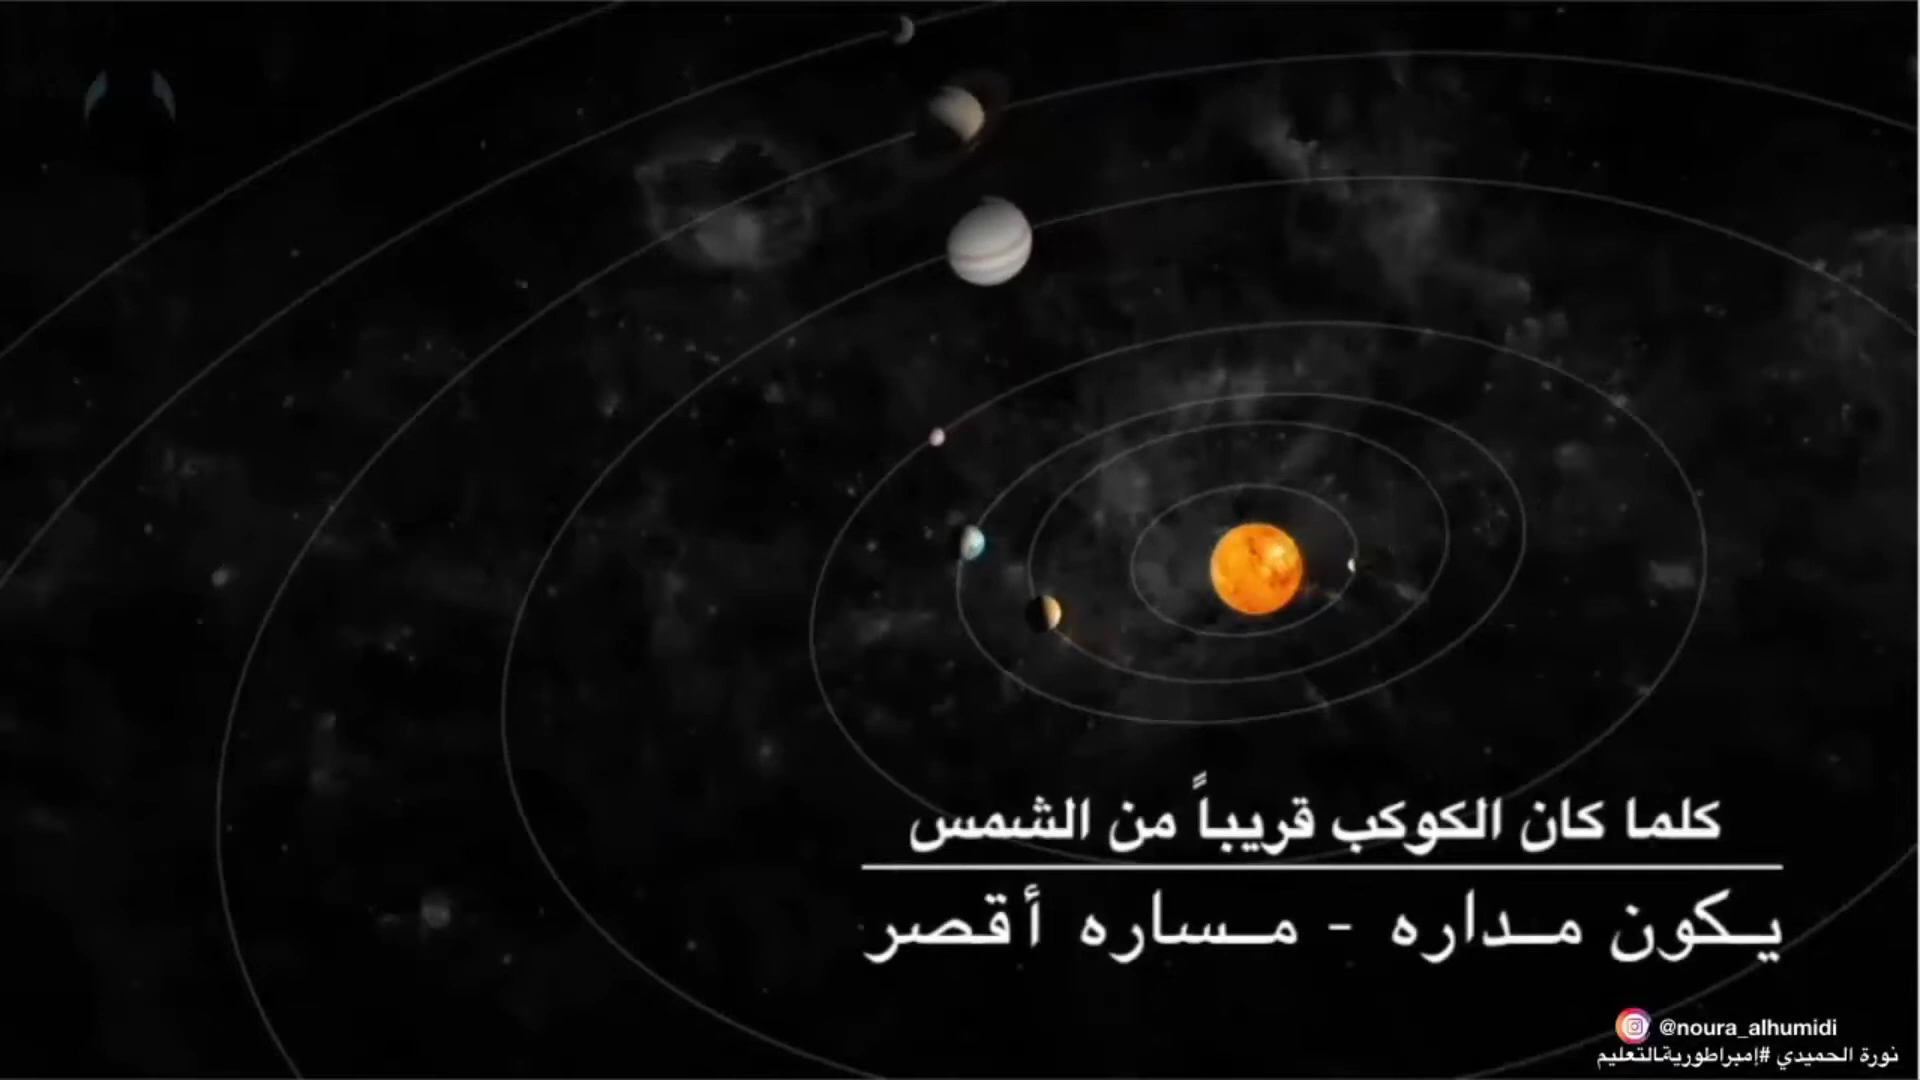 كلما كان الكوكب قريباً من الشمس
يكون مداره - مساره أقصر
@noura_alhumidi
نورة الحميدي #إمبراطوريةالتعليم